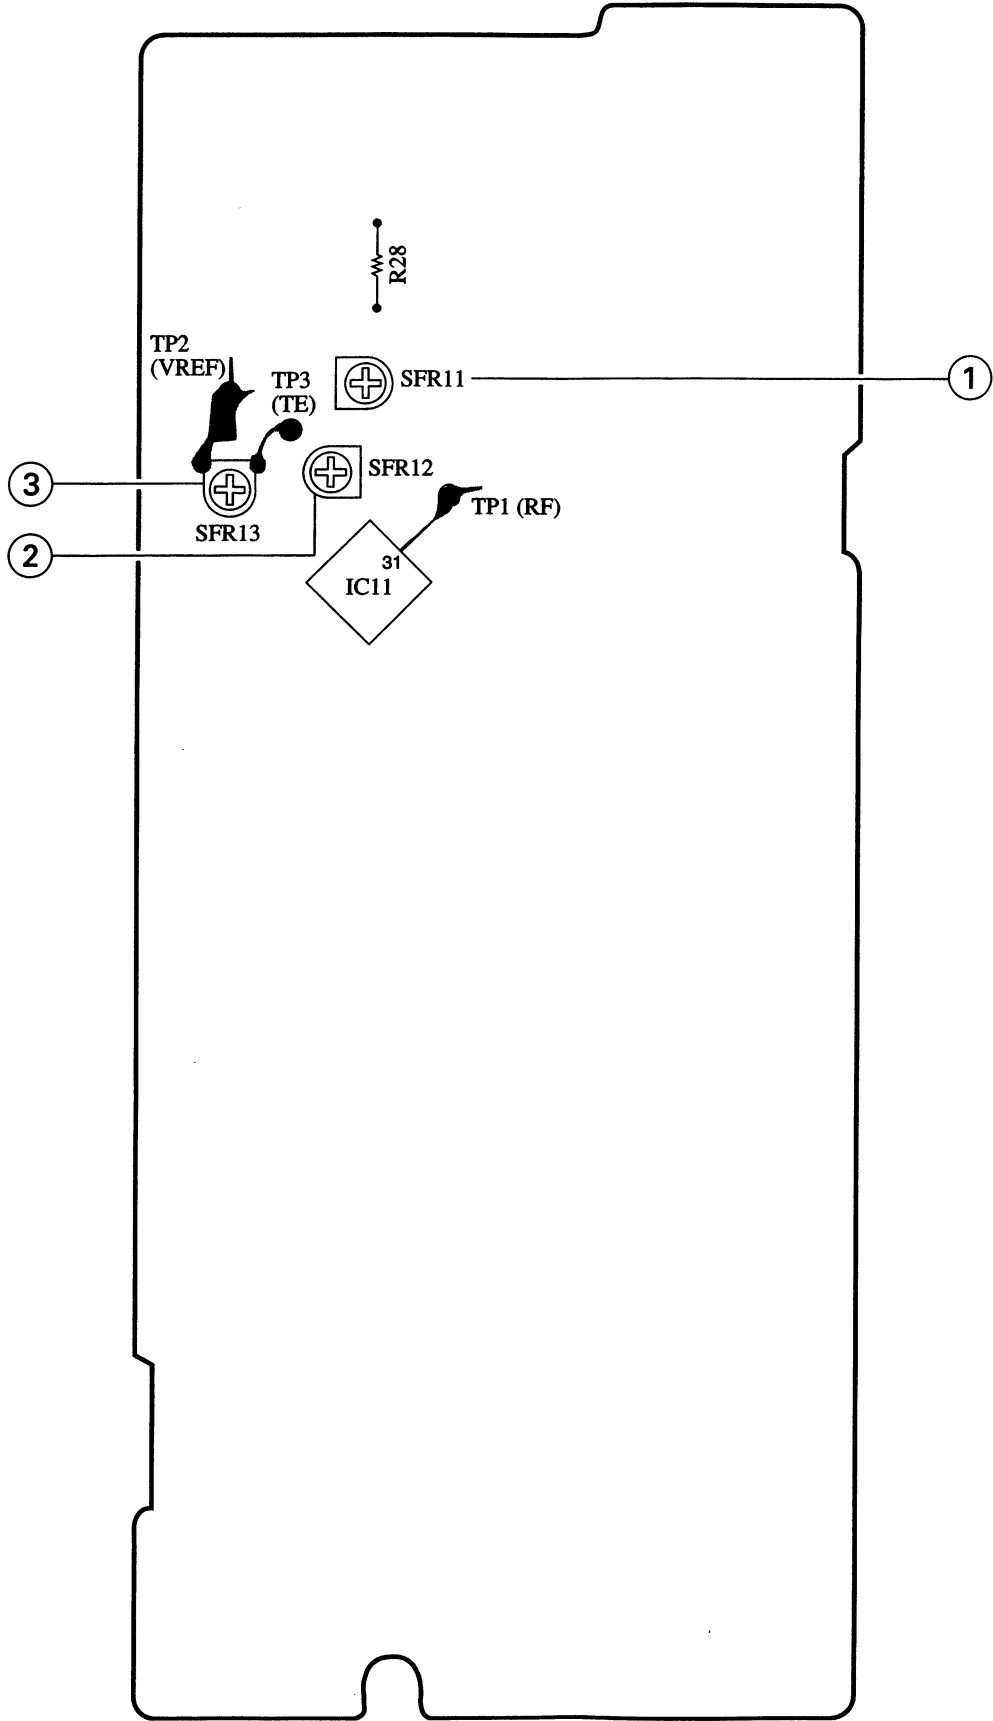 R28
TP2
(VREF)
TP3
(TE)
SFR11
1
SFR12
3
TP1 (RF)
SFR13
2
31
IC11